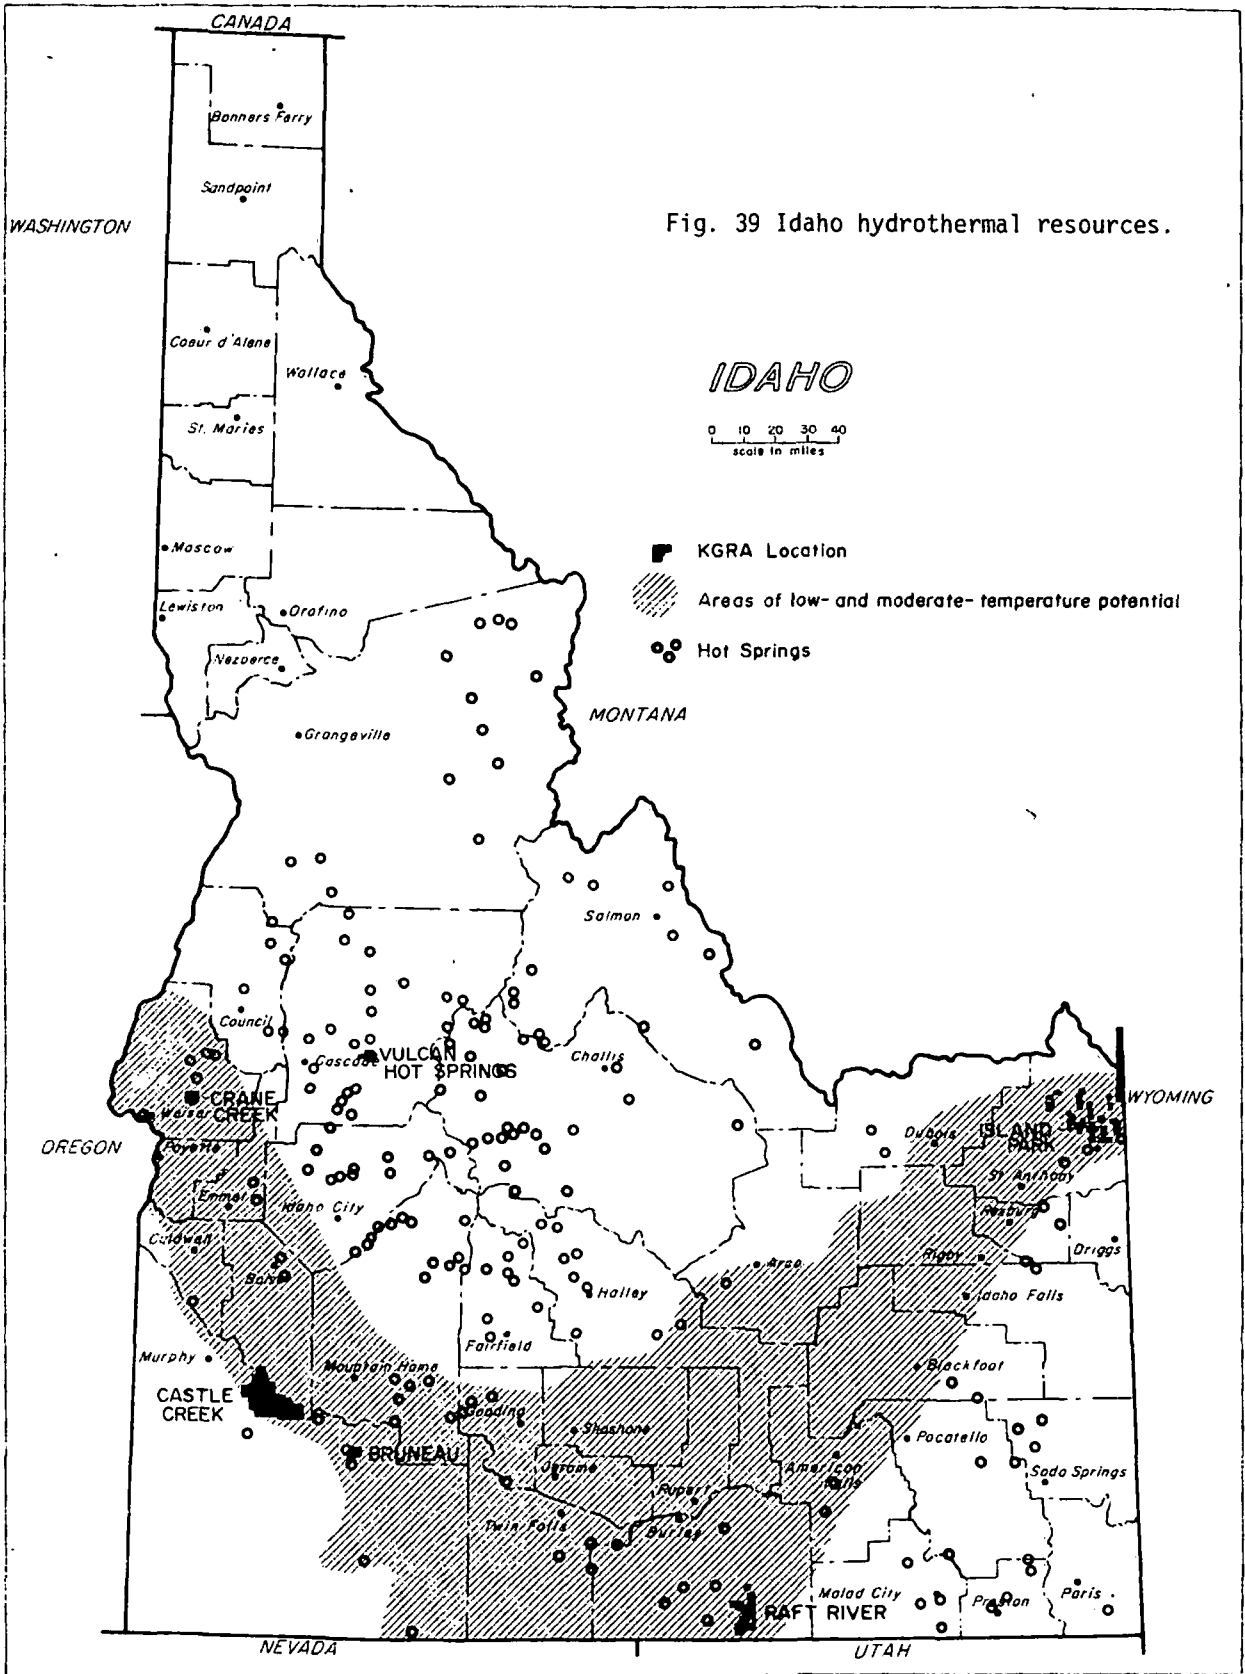 CANADA
Bonners Ferry
Sandpoint
WASHINGTON
Fig. 39 Idaho hydrothermal resources.
Coeur d'Alene
Wallace
IDAHO
0 10 20 30 40
scale in miles
St. Maries
Moscow
KGRA Location
Areas of low- and moderate- temperature potential
Lewiston
Orofino
Hot Springs
Nezperce
MONTANA
Grangeville
Salmon
Council
Cascade
VULCAN
HOT SPRINGS
Challis
CRANE
CREEK
Weiser
WYOMING
OREGON
Payette
Dubois
ISLAND
PARK
St. Anthony
Emmet
Idaho City
Rexburg
Caldwell
Boise
Arco
Rigby
Driggs
Hailey
Idaho Falls
Fairfield
Murphy
Mountain Home
Blackfoot
CASTLE
CREEK
Gooding
Shoshone
Pocatello
BRUNEAU
Jerome
American
Falls
Soda Springs
Rupert
Twin Falls
Burley
Malad City
Preston
Paris
RAFT RIVER
NEVADA
UTAH